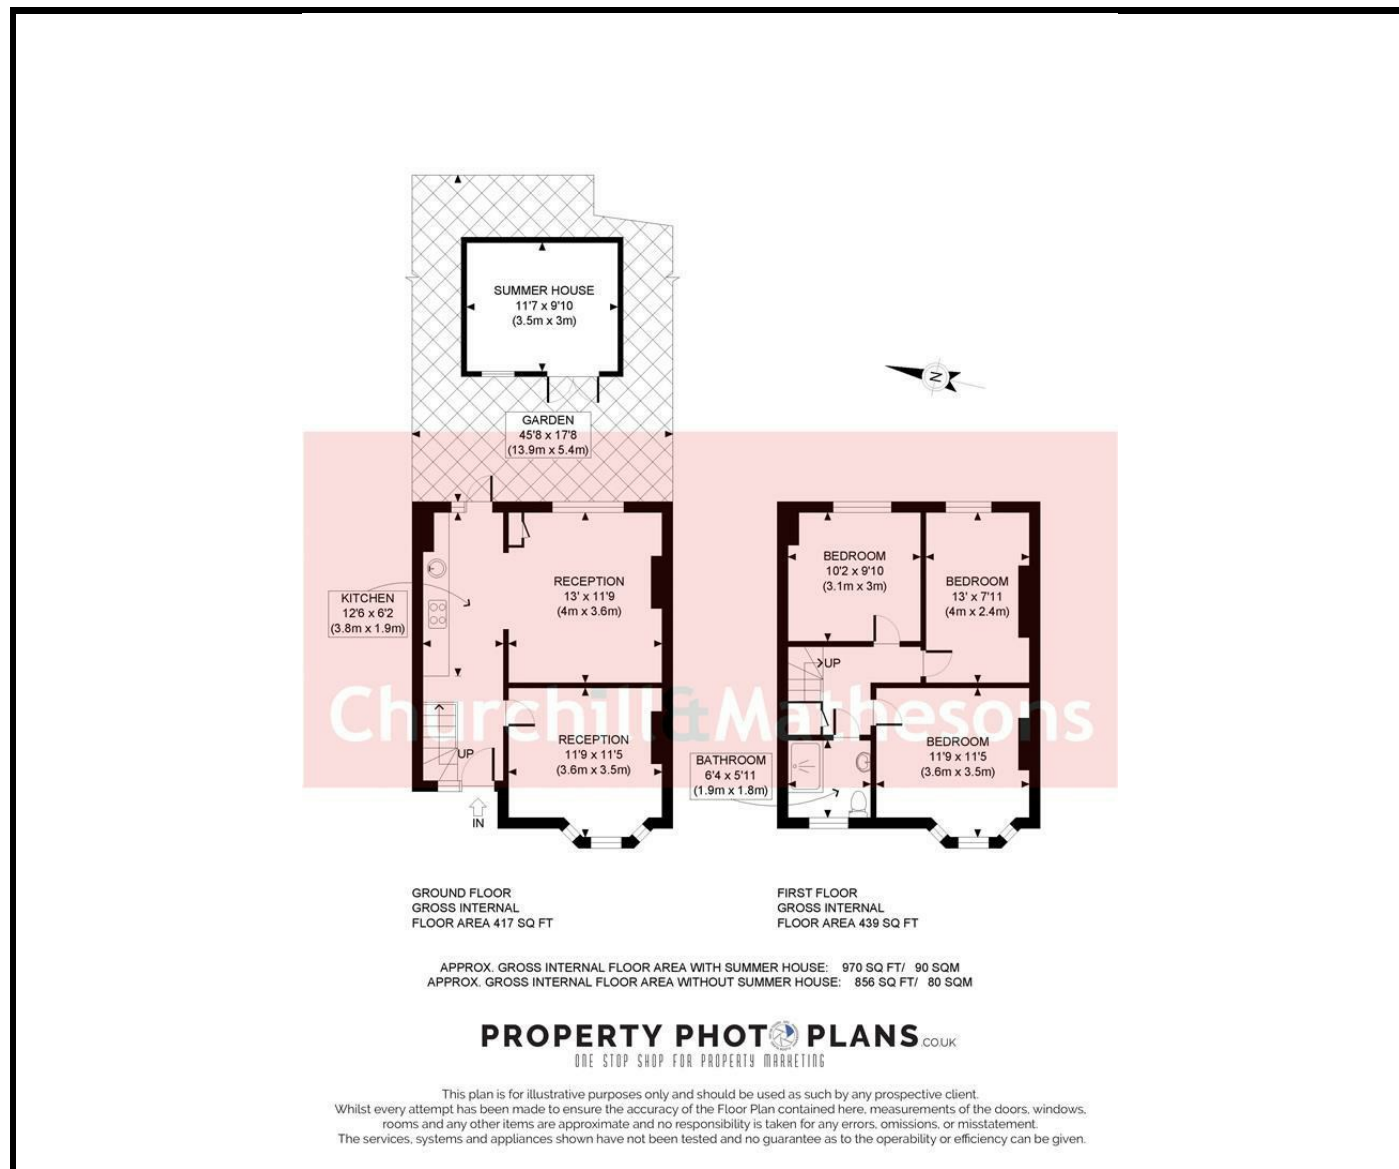 SUMMER HOUSE
11'7 x 9'10
(3.5m x 3m)
GARDEN
45'8 x 17'8
(13.9m x 5.4m)
N
KITCHEN
12'6 x 6'2
(3.8m x 1.9m)
RECEPTION
13' x 11'9
(4m x 3.6m)
BEDROOM
10'2 x 9'10
(3.1m x 3m)
BEDROOM
13' x 7'11
(4m x 2.4m)
UP
Churchill&Mathesons
UP
RECEPTION
11'9 x 11'5
(3.6m x 3.5m)
BATHROOM
6'4 x 5'11
(1.9m x 1.8m)
BEDROOM
11'9 x 11'5
(3.6m x 3.5m)
IN
GROUND FLOOR
GROSS INTERNAL
FLOOR AREA 417 SQ FT
FIRST FLOOR
GROSS INTERNAL
FLOOR AREA 439 SQ FT
APPROX. GROSS INTERNAL FLOOR AREA WITH SUMMER HOUSE: 970 SQ FT/ 90 SQM
APPROX. GROSS INTERNAL FLOOR AREA WITHOUT SUMMER HOUSE: 856 SQ FT/ 80 SQM
PROPERTY PHOTO PLANS.CO.UK
ONE STOP SHOP FOR PROPERTY MARKETING
This plan is for illustrative purposes only and should be used as such by any prospective client.
Whilst every attempt has been made to ensure the accuracy of the Floor Plan contained here, measurements of the doors, windows,
rooms and any other items are approximate and no responsibility is taken for any errors, omissions, or misstatement.
The services, systems and appliances shown have not been tested and no guarantee as to the operability or efficiency can be given.